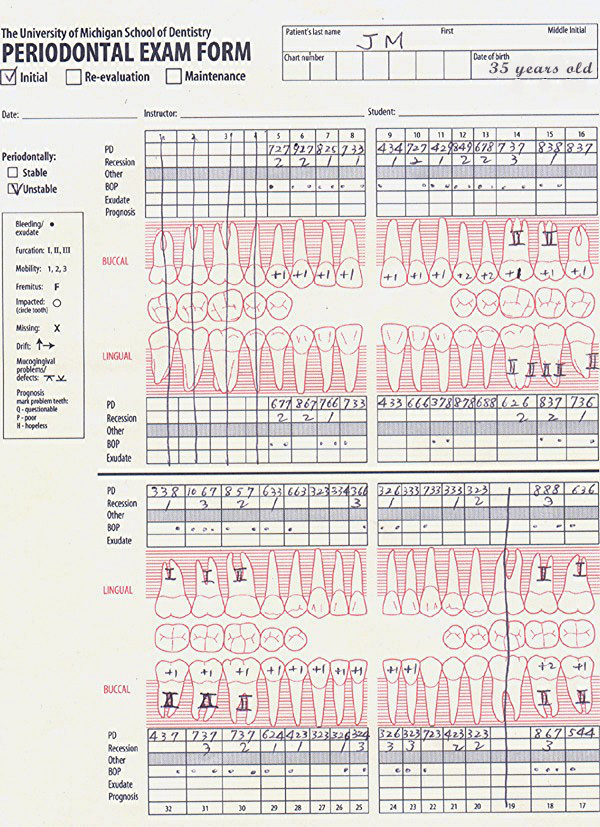 The University of Michigan School of Dentistry
PERIODONTAL EXAM FORM
Initial Re-evaluation Maintenance
Patient's last name First Middle Initial
JM
Chart number Date of birth
35 years old
Date: Instructor: Student:
Periodontally:
Stable
Unstable
Bleeding/ exudate
Furcation: I, II, III
Mobility: 1, 2, 3
Fremitus: F
Impacted: (circle tooth)
Missing: X
Drift:
Mucogingival problems/ defects:
Prognosis
mark problem teeth:
Q - questionable
P - poor
H - hopeless
1 2 3 4 5 6 7 8 9 10 11 12 13 14 15 16
PD 727 927 825 733 434 727 429 849 678 737 838 837
Recession 2 2 1 1 1 2 1 2 2 3 1
Other
BOP
Exudate
Prognosis
II II
BUCCAL
+1 +1 +1 +1 +1 +1 +1 +2 +2 +1 +1 +1
LINGUAL
PD 677 867 766 733 433 666 378 878 688 626 837 736
Recession 2 2 1 2 2 1
Other
BOP
Exudate
PD 338 1067 857 633 663 323 334 366 326 333 733 333 323 888 636
Recession 1 3 2 1 3 1 1 2 3
Other
BOP
Exudate
LINGUAL
I I II II I
BUCCAL
+1 +1 +1 +1 +1 +1 +1 +1 +1 +1 +2 +1
II II II
PD 437 737 737 624 423 323 326 324 326 323 723 423 323 867 544
Recession 3 2 1 1 1 3 3 3 2 2 3
Other
BOP
Exudate
Prognosis
32 31 30 29 28 27 26 25 24 23 22 21 20 19 18 17